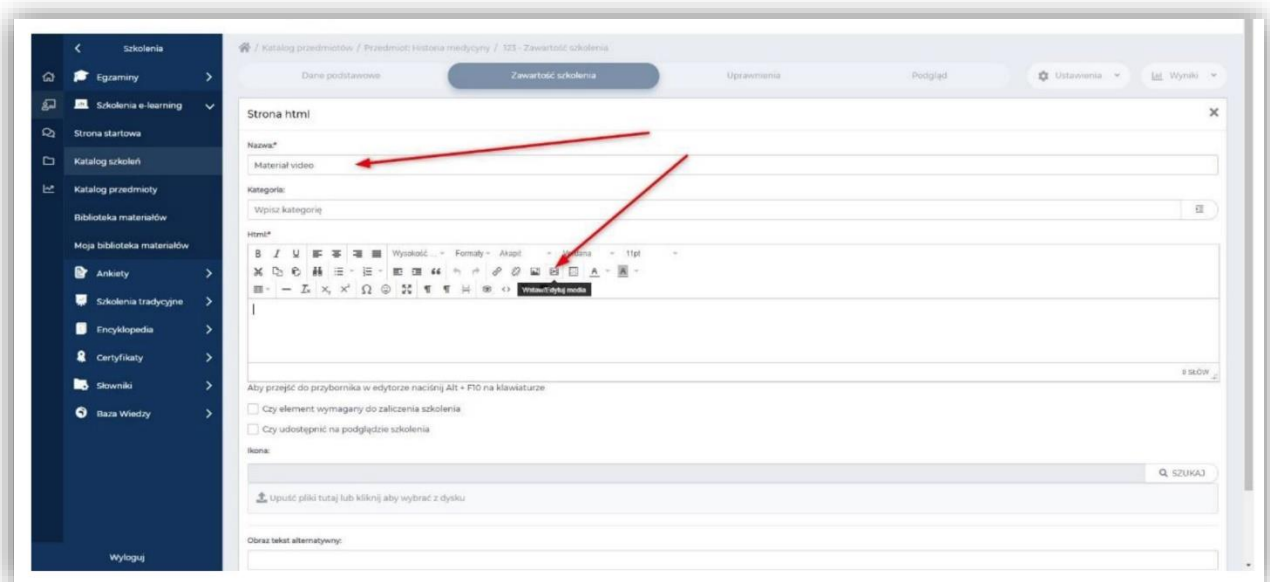 Szkolenia
Egzaminy
Szkolenia e-learning
Strona startowa
Katalog szkoleń
Katalog przedmioty
Biblioteka materiałów
Moja biblioteka materiałów
Ankiety
Szkolenia tradycyjne
Encyklopedia
Certyfikaty
Słowniki
Baza Wiedzy
Wyloguj
/ Katalog przedmiotów / Przedmiot: Historia medycyny / 123 - Zawartość szkolenia
Dane podstawowe Zawartość szkolenia Uprawnienia Podgląd Ustawienia Wyniki
Strona html
Nazwa:*
Materiał video
Kategoria:
Wpisz kategorię
Html:*
B I U Wysokość ... Formaty Akapit 11pt
Wstaw/Edytuj media
0 SŁÓW
Aby przejść do przybornika w edytorze naciśnij Alt + F10 na klawiaturze
Czy element wymagany do zaliczenia szkolenia
Czy udostępnić na podglądzie szkolenia
Ikona:
SZUKAJ
Upuść pliki tutaj lub kliknij aby wybrać z dysku
Obraz tekst alternatywny: